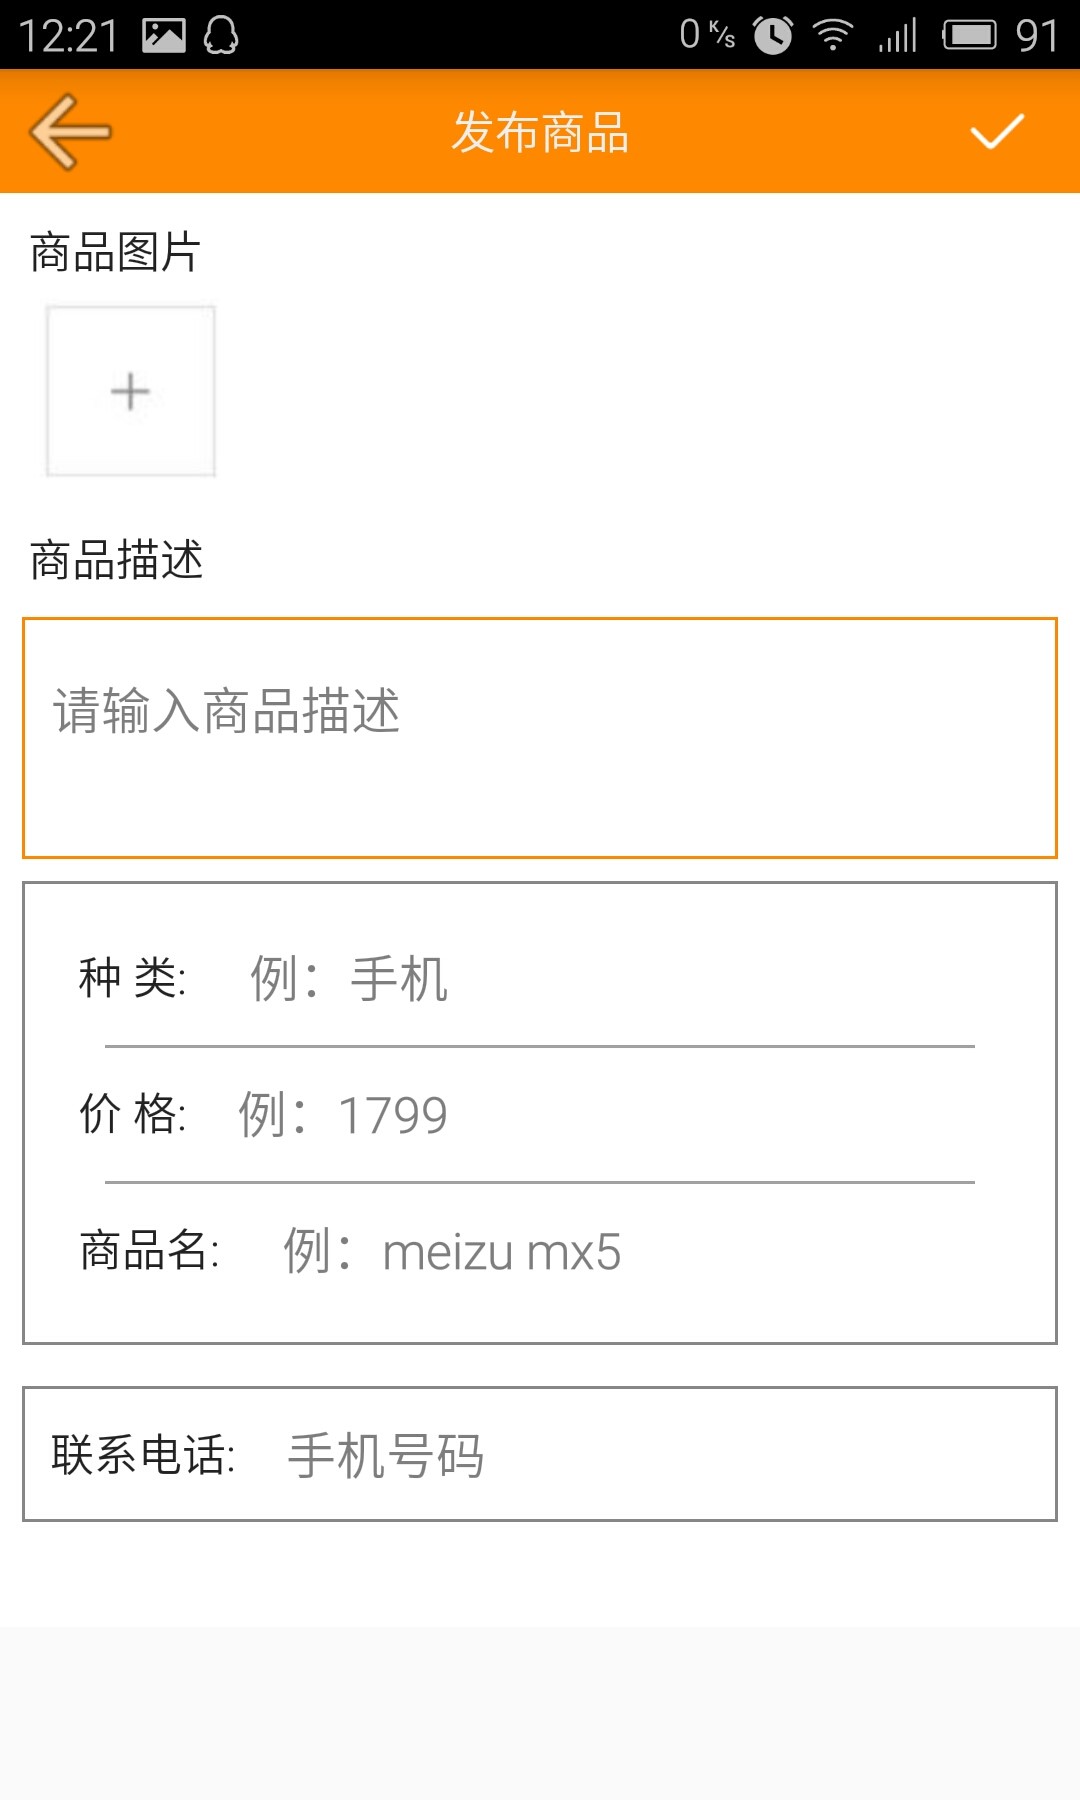 12:21 0 K/s 91
发布商品
商品图片
商品描述
请输入商品描述
种 类: 例：手机
价 格: 例：1799
商品名: 例：meizu mx5
联系电话: 手机号码